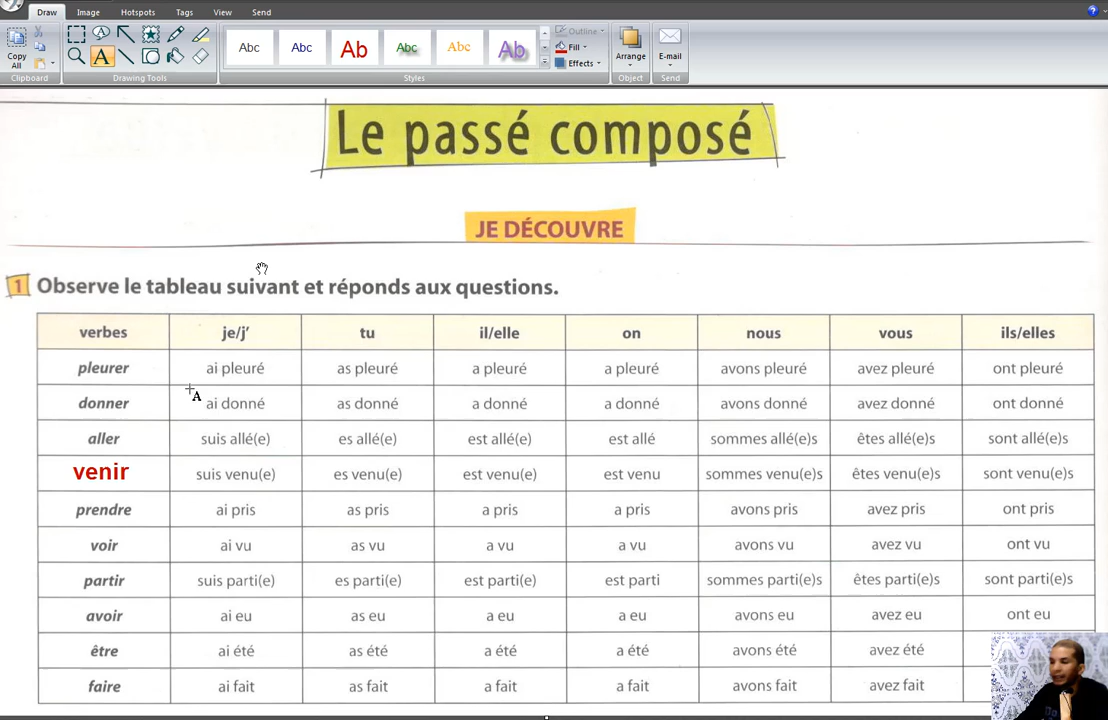 Draw Image Hotspots Tags View Send
Copy All
Abc Abc Ab Abc Abc Ab
Outline
Fill
Effects
Arrange E-mail
Clipboard Drawing Tools Styles Object Send
Le passé composé
JE DÉCOUVRE
1 Observe le tableau suivant et réponds aux questions.
verbes je/j' tu il/elle on nous vous ils/elles
pleurer ai pleuré as pleuré a pleuré a pleuré avons pleuré avez pleuré ont pleuré
donner ai donné as donné a donné a donné avons donné avez donné ont donné
aller suis allé(e) es allé(e) est allé(e) est allé sommes allé(e)s êtes allé(e)s sont allé(e)s
venir suis venu(e) es venu(e) est venu(e) est venu sommes venu(e)s êtes venu(e)s sont venu(e)s
prendre ai pris as pris a pris a pris avons pris avez pris ont pris
voir ai vu as vu a vu a vu avons vu avez vu ont vu
partir suis parti(e) es parti(e) est parti(e) est parti sommes parti(e)s êtes parti(e)s sont parti(e)s
avoir ai eu as eu a eu a eu avons eu avez eu ont eu
être ai été as été a été a été avons été avez été
faire ai fait as fait a fait a fait avons fait avez fait